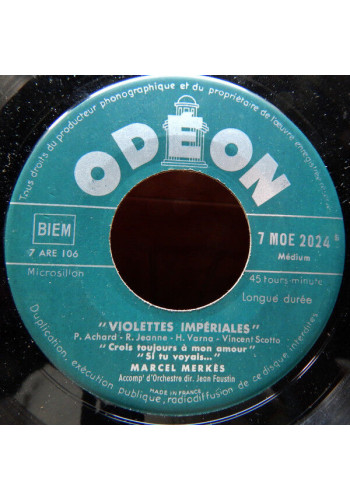 Tous droits du producteur phonographique et du propriétaire de l'œuvre enregistrée réservés
ODÉON
BIEM
7 ARE 106
Microsillon
7 MOE 2024
Médium
45 tours minute
Longue durée
"VIOLETTES IMPÉRIALES"
P. Achard - R. Jeanne - H. Varna - Vincent Scotto
"Crois toujours à mon amour"
"Si tu voyais..."
MARCEL MERKÈS
Accompt d'Orchestre dir. Jean Faustin
MADE IN FRANCE
Duplication, exécution publique, radiodiffusion de ce disque interdites